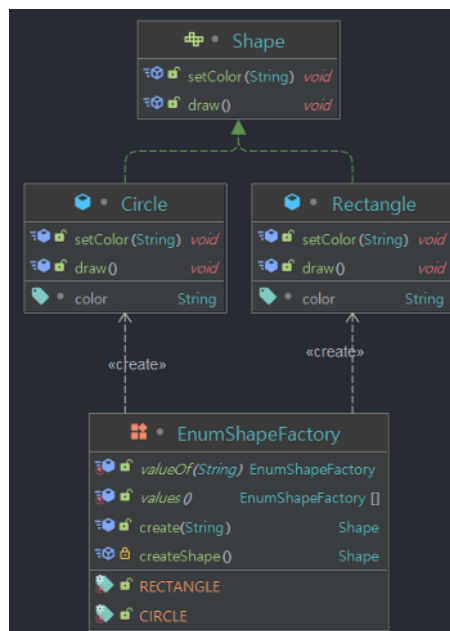 Shape
setColor(String) void
draw() void
Circle
setColor(String) void
draw() void
color String
Rectangle
setColor(String) void
draw() void
color String
«create»
«create»
EnumShapeFactory
valueOf(String) EnumShapeFactory
values() EnumShapeFactory []
create(String) Shape
createShape() Shape
RECTANGLE
CIRCLE